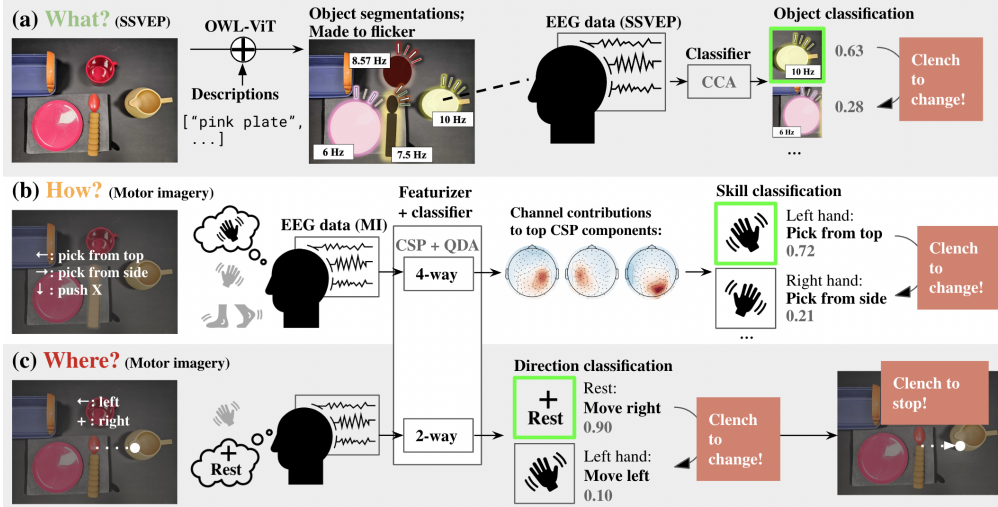 (a) What? (SSVEP)
OWL-ViT
Descriptions
["pink plate",
...]
Object segmentations;
Made to flicker
8.57 Hz
10 Hz
6 Hz
7.5 Hz
EEG data (SSVEP)
Classifier
CCA
Object classification
10 Hz
0.63
6 Hz
0.28
...
Clench
to
change!
(b) How? (Motor imagery)
←: pick from top
→: pick from side
↓: push X
EEG data (MI)
Featurizer
+ classifier
CSP + QDA
4-way
Channel contributions
to top CSP components:
Skill classification
Left hand:
Pick from top
0.72
Right hand:
Pick from side
0.21
...
Clench
to
change!
(c) Where? (Motor imagery)
←: left
+: right
+
Rest
2-way
Direction classification
+
Rest
Rest:
Move right
0.90
Left hand:
Move left
0.10
Clench
to
change!
Clench to
stop!